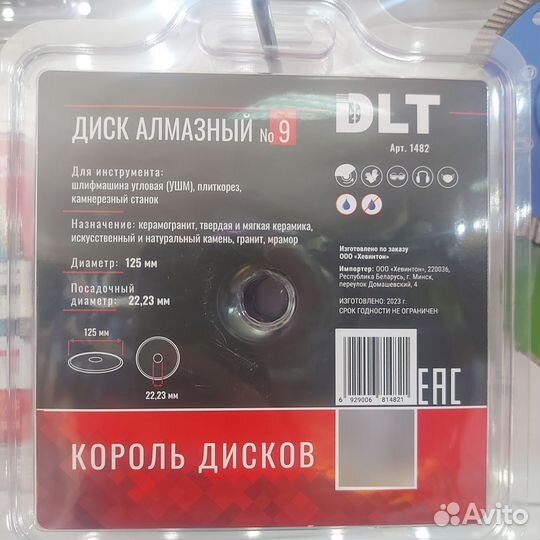 ДИСК АЛМАЗНЫЙ № 9
DLT
Арт. 1482
Для инструмента:
шлифмашина угловая (УШМ), плиткорез,
камнерезный станок
Назначение: керамогранит, твердая и мягкая керамика,
искусственный и натуральный камень, гранит, мрамор
Диаметр: 125 мм
Посадочный
диаметр: 22,23 мм
125 мм
22,23 мм
Изготовлено по заказу
ООО «Хевинтон»
Импортер: ООО «Хевинтон», 220036,
Республика Беларусь, г. Минск,
переулок Домашевский, 4
ИЗГОТОВЛЕНО: 2023 г.
СРОК ГОДНОСТИ НЕ ОГРАНИЧЕН
6 929006 814821
EAC
КОРОЛЬ ДИСКОВ
Avito